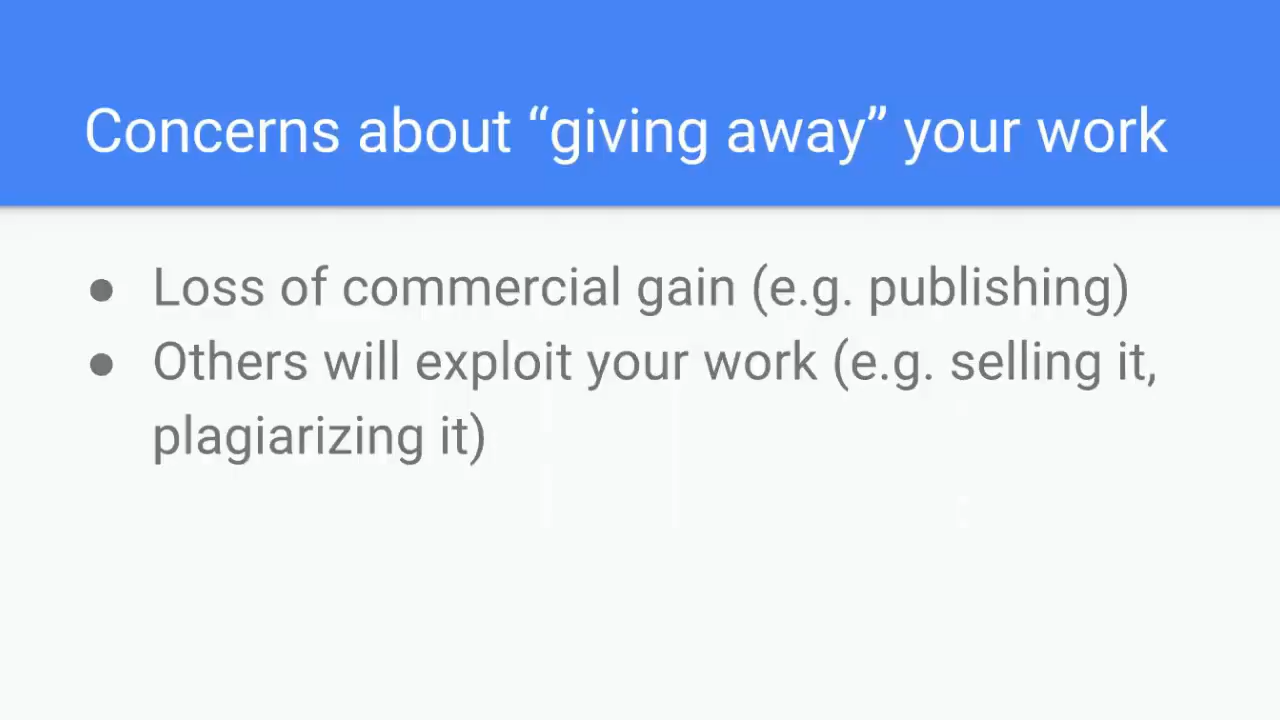 Concerns about “giving away” your work
● Loss of commercial gain (e.g. publishing)
● Others will exploit your work (e.g. selling it,
plagiarizing it)